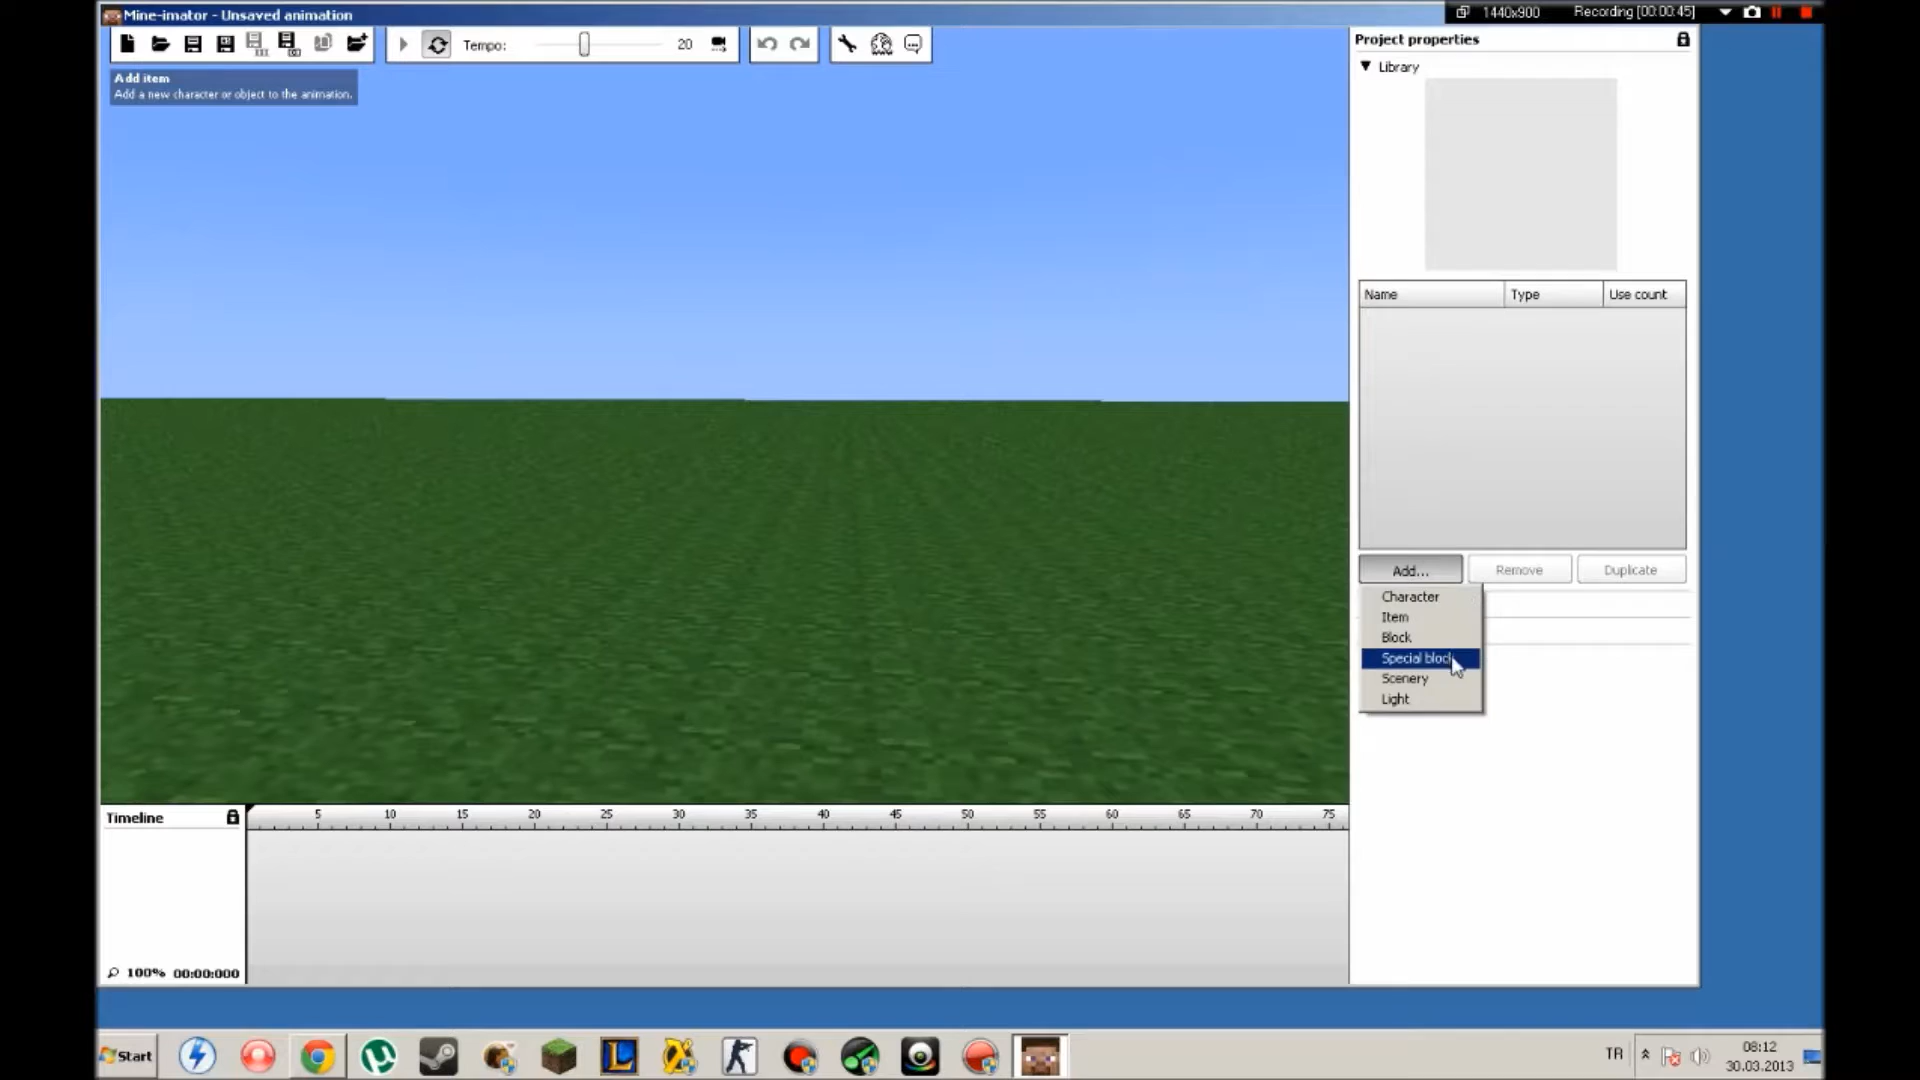 Mine-imator - Unsaved animation
1440x900
Recording [00:00:45]
Tempo:
20
Project properties
Add item
Add a new character or object to the animation.
Library
Name
Type
Use count
Add...
Remove
Duplicate
Character
Item
Block
Special block
Scenery
Light
Timeline
5
10
15
20
25
30
35
40
45
50
55
60
65
70
75
100%
00:00:000
Start
TR
08:12
30.03.2013